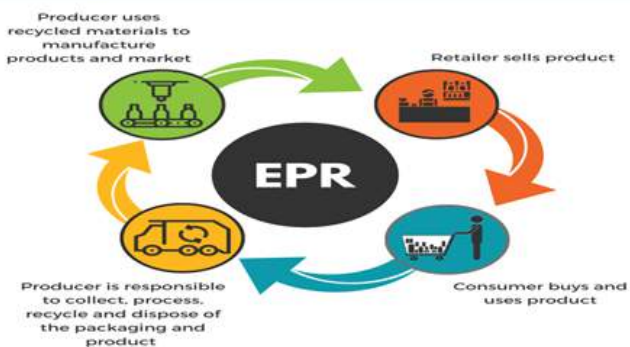 Producer uses
recycled materials to
manufacture
products and market
Retailer sells product
EPR
Producer is responsible
to collect, process,
recycle and dispose of
the packaging and
product
Consumer buys and
uses product